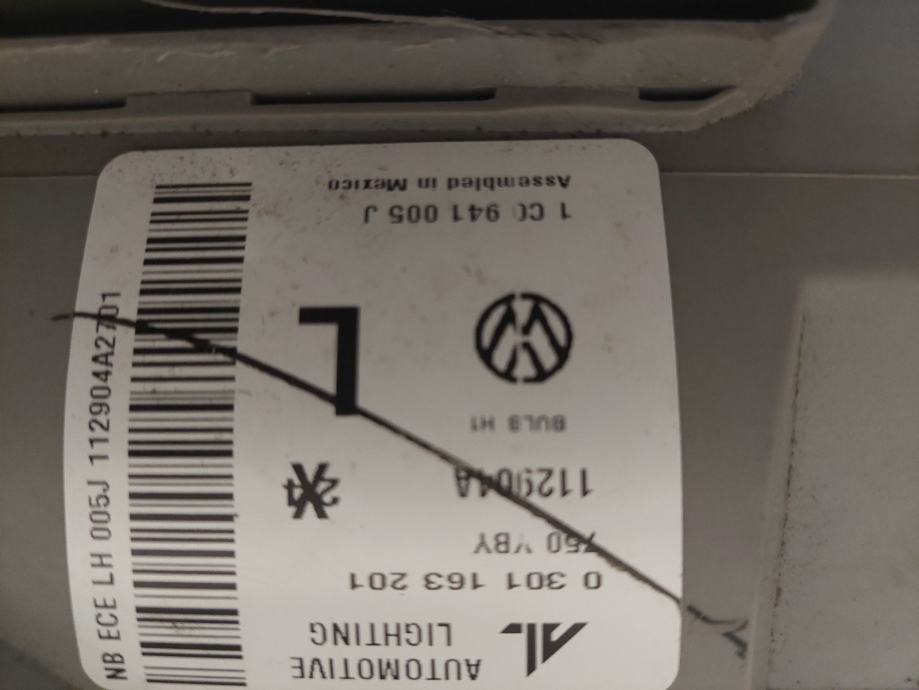 AUTOMOTIVE
LIGHTING
0 301 163 201
750 YBY
112904A
BULB H1
L
1 C0 941 005 J
Assembled in Mexico
NB ECE LH 005J 112904A2701